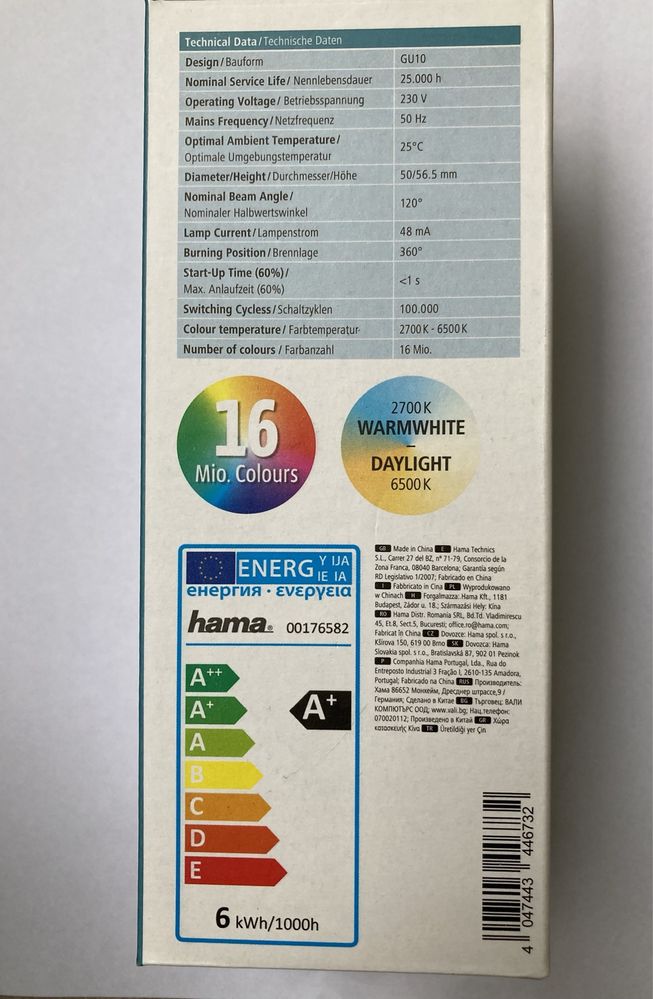 Technical Data/Technische Daten
Design/Bauform GU10
Nominal Service Life/Nennlebensdauer 25.000 h
Operating Voltage/Betriebsspannung 230 V
Mains Frequency/Netzfrequenz 50 Hz
Optimal Ambient Temperature/
Optimale Umgebungstemperatur 25°C
Diameter/Height/Durchmesser/Höhe 50/56.5 mm
Nominal Beam Angle/
Nominaler Halbwertswinkel 120°
Lamp Current/Lampenstrom 48 mA
Burning Position/Brennlage 360°
Start-Up Time (60%)/
Max. Anlaufzeit (60%) <1 s
Switching Cycless/Schaltzyklen 100.000
Colour temperature/Farbtemperatur 2700 K - 6500 K
Number of colours/Farbanzahl 16 Mio.
16
Mio. Colours
2700 K
WARMWHITE
–
DAYLIGHT
6500 K
ENERG Y IJA
IE IA
енергия · ενεργεια
hama® 00176582
A++
A+
A
B
C
D
E
A+
6 kWh/1000h
GB Made in China E Hama Technics
S.L., Carrer 27 del BZ, nº 71-79, Consorcio de la
Zona Franca, 08040 Barcelona; Garantía según
RD Legislativo 1/2007; Fabricado en China
I Fabbricato in Cina PL Wyprodukowano
w Chinach H Forgalmazza: Hama Kft., 1181
Budapest, Zádor u. 18., Származási Hely: Kína
RO Hama Distr. Romania SRL, Bd.Td. Vladimirescu
45, Et.8, Sect.5, Bucuresti; office.ro@hama.com;
Fabricat în China CZ Dovozce: Hama spol. s r.o.,
Kšírova 150, 619 00 Brno SK Dovozca: Hama
Slovakia spol. s r.o., Bratislavská 87, 902 01 Pezinok
P Companhia Hama Portugal, Lda., Rua do
Entreposto Industrial 3 Fração I, 2610-135 Amadora,
Portugal; Fabricado na China RUS Производитель:
Хама 86652 Монхейм, Дреснер штрассе,9 /
Германия; Сделано в Китае BG Търговец: ВАЛИ
КОМПЮТЪРС ООД; www.vali.bg; Нац.телефон:
070020112; Произведено в Китай GR Χώρα
κατασκευής Κίνα TR Üretildiği yer Çin
4 047443 446732